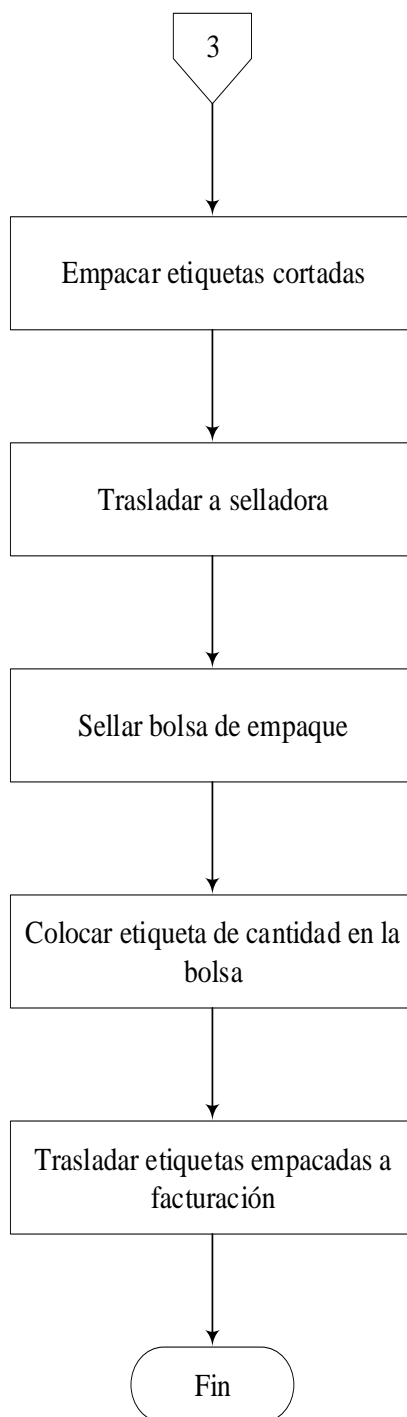 3
Empacar etiquetas cortadas
Trasladar a selladora
Sellar bolsa de empaque
Colocar etiqueta de cantidad en la
bolsa
Trasladar etiquetas empacadas a
facturación
Fin